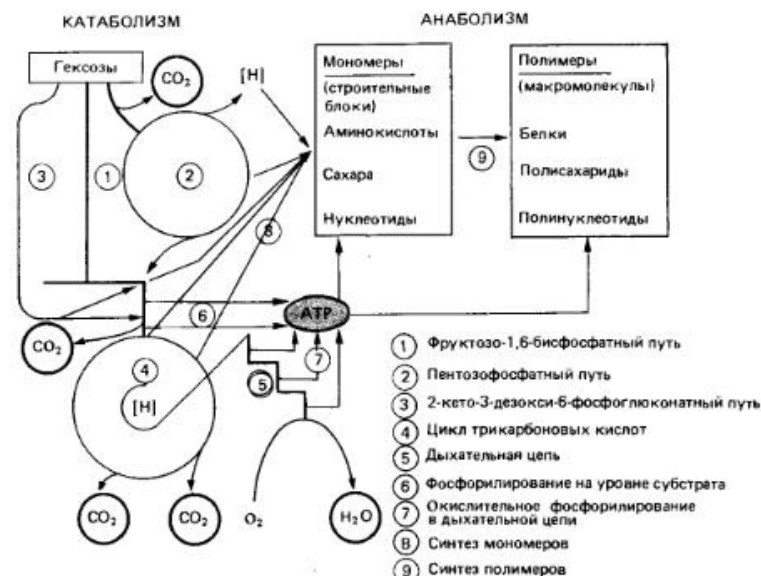 КАТАБОЛИЗМ
АНАБОЛИЗМ
Гексозы
CO₂
[H]
3
1
2
8
Мономеры
(строительные
блоки)
Аминокислоты
Сахара
Нуклеотиды
9
Полимеры
(макромолекулы)
Белки
Полисахариды
Полинуклеотиды
CO₂
6
ATP
4
[H]
5
7
CO₂
CO₂
O₂
H₂O
1 Фруктозо-1,6-бисфосфатный путь
2 Пентозофосфатный путь
3 2-кето-3-дезокси-6-фосфоглюконатный путь
4 Цикл трикарбоновых кислот
5 Дыхательная цепь
6 Фосфорилирование на уровне субстрата
7 Окислительное фосфорилирование
в дыхательной цепи
8 Синтез мономеров
9 Синтез полимеров